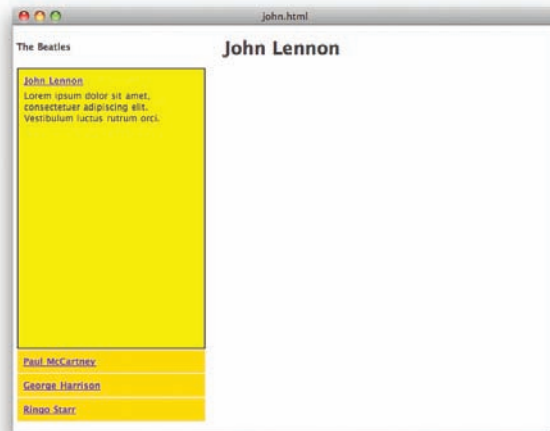 john.html
The Beatles
John Lennon
John Lennon
Lorem ipsum dolor sit amet,
consectetuer adipiscing elit.
Vestibulum luctus rutrum orci.
Paul McCartney
George Harrison
Ringo Starr